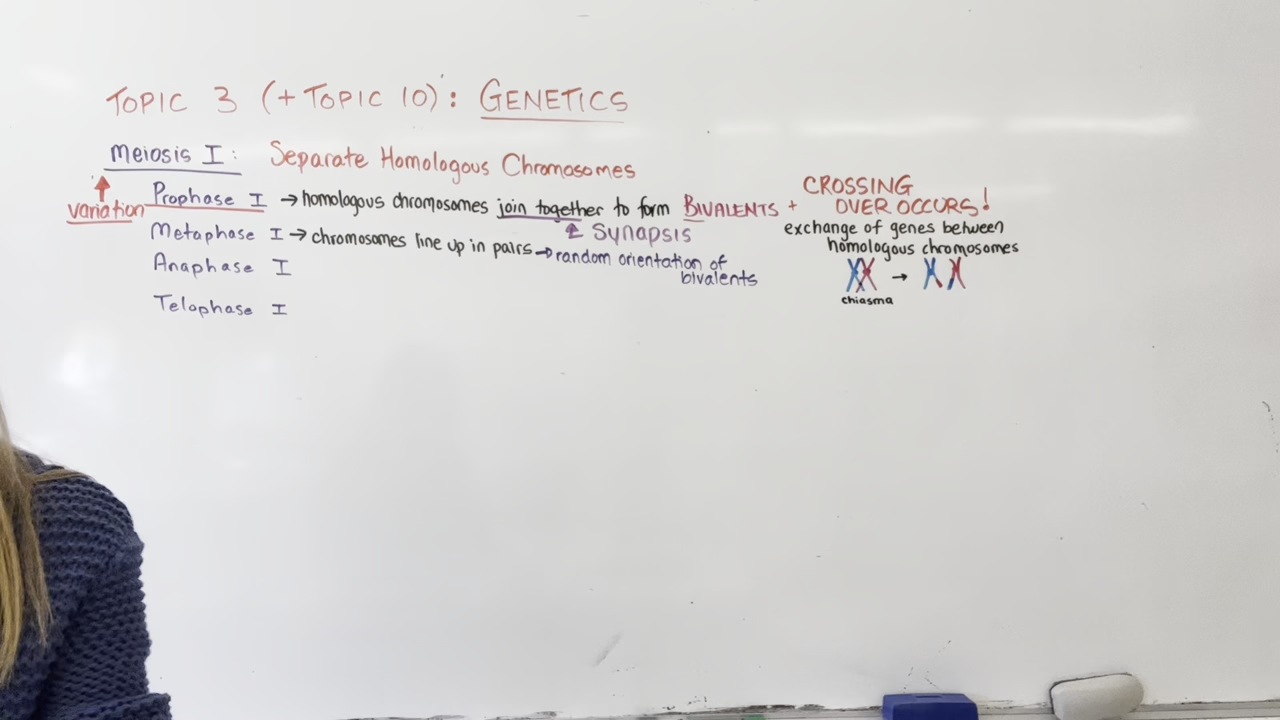 TOPIC 3 (+ TOPIC 10): GENETICS
Meiosis I: Separate Homologous Chromosomes
variation
Prophase I → homologous chromosomes join together to form BIVALENTS +
Synapsis
CROSSING
OVER OCCURS!
exchange of genes between
homologous chromosomes
→
chiasma
Metaphase I → chromosomes line up in pairs → random orientation of
bivalents
Anaphase I
Telophase I